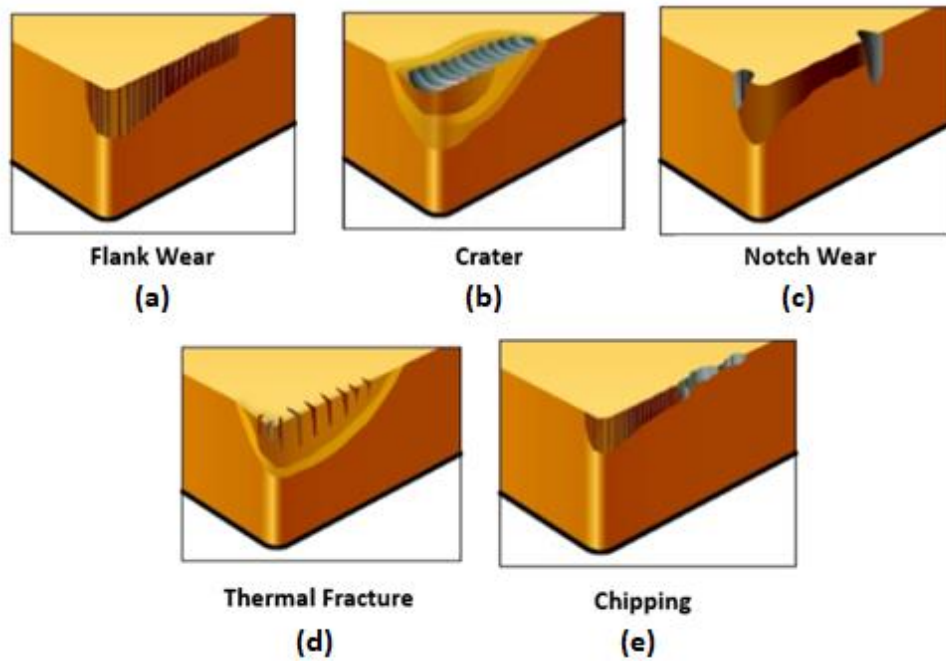 Flank Wear
Crater
Notch Wear
(a)
(b)
(c)
Thermal Fracture
Chipping
(d)
(e)